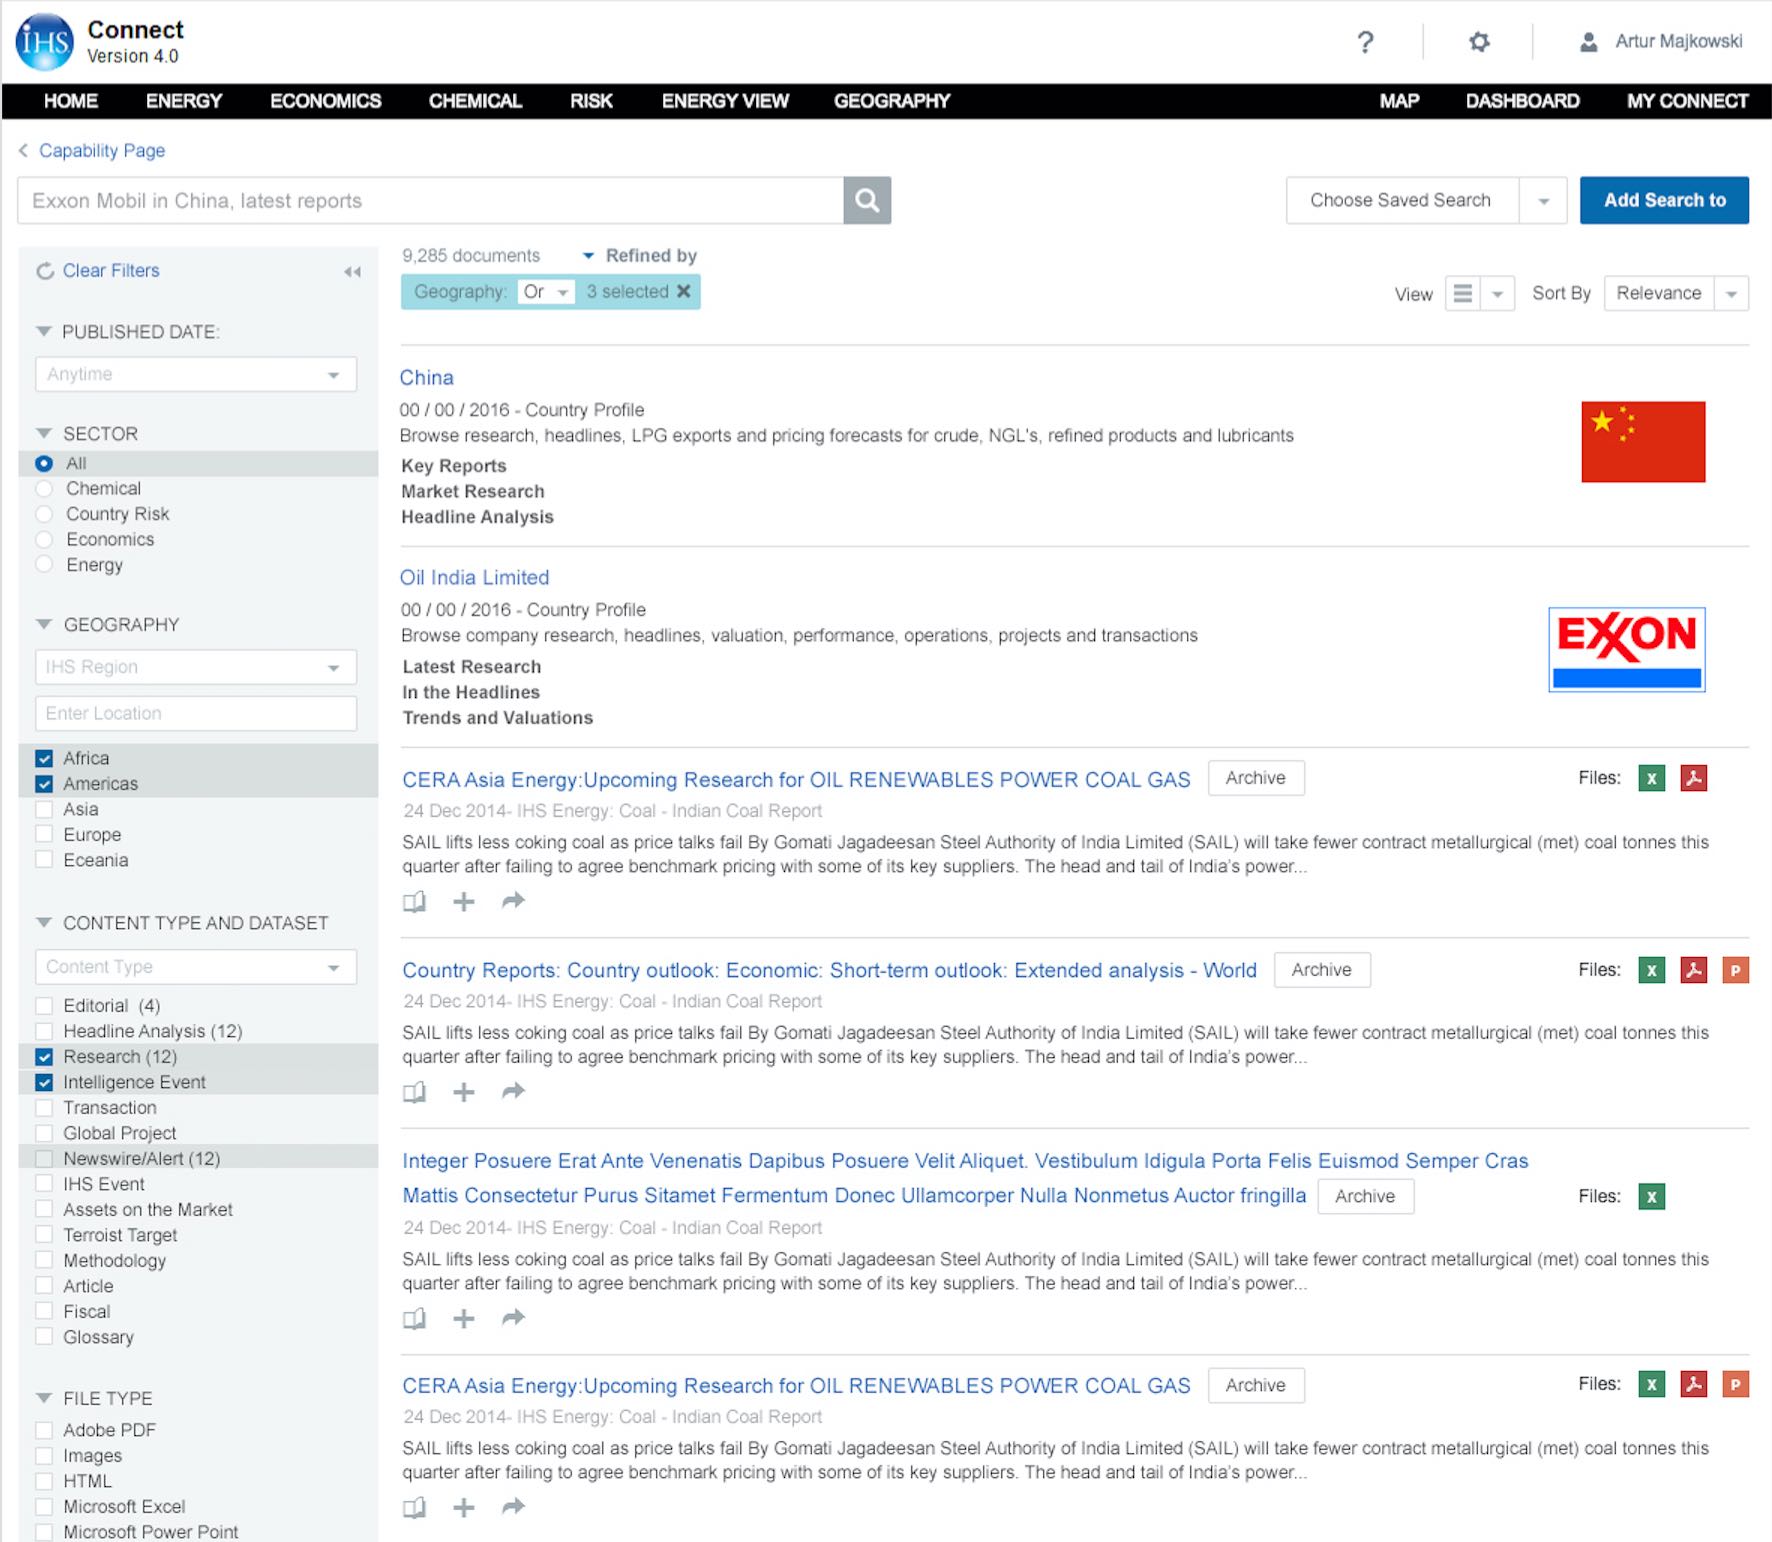 iHS
Connect
Version 4.0
?
Artur Majkowski
HOME ENERGY ECONOMICS CHEMICAL RISK ENERGY VIEW GEOGRAPHY MAP DASHBOARD MY CONNECT
Capability Page
Exxon Mobil in China, latest reports
Choose Saved Search
Add Search to
Clear Filters
PUBLISHED DATE:
Anytime
SECTOR
All
Chemical
Country Risk
Economics
Energy
GEOGRAPHY
IHS Region
Enter Location
Africa
Americas
Asia
Europe
Eceania
CONTENT TYPE AND DATASET
Content Type
Editorial (4)
Headline Analysis (12)
Research (12)
Intelligence Event
Transaction
Global Project
Newswire/Alert (12)
IHS Event
Assets on the Market
Terroist Target
Methodology
Article
Fiscal
Glossary
FILE TYPE
Adobe PDF
Images
HTML
Microsoft Excel
Microsoft Power Point
9,285 documents Refined by
Geography: Or 3 selected
View Sort By Relevance
China
00 / 00 / 2016 - Country Profile
Browse research, headlines, LPG exports and pricing forecasts for crude, NGL's, refined products and lubricants
Key Reports
Market Research
Headline Analysis
Oil India Limited
00 / 00 / 2016 - Country Profile
Browse company research, headlines, valuation, performance, operations, projects and transactions
Latest Research
In the Headlines
Trends and Valuations
EXXON
CERA Asia Energy:Upcoming Research for OIL RENEWABLES POWER COAL GAS Archive Files: X
24 Dec 2014- IHS Energy: Coal - Indian Coal Report
SAIL lifts less coking coal as price talks fail By Gomati Jagadeesan Steel Authority of India Limited (SAIL) will take fewer contract metallurgical (met) coal tonnes this
quarter after failing to agree benchmark pricing with some of its key suppliers. The head and tail of India's power...
Country Reports: Country outlook: Economic: Short-term outlook: Extended analysis - World Archive Files: X P
24 Dec 2014- IHS Energy: Coal - Indian Coal Report
SAIL lifts less coking coal as price talks fail By Gomati Jagadeesan Steel Authority of India Limited (SAIL) will take fewer contract metallurgical (met) coal tonnes this
quarter after failing to agree benchmark pricing with some of its key suppliers. The head and tail of India's power...
Integer Posuere Erat Ante Venenatis Dapibus Posuere Velit Aliquet. Vestibulum Idigula Porta Felis Euismod Semper Cras
Mattis Consectetur Purus Sitamet Fermentum Donec Ullamcorper Nulla Nonmetus Auctor fringilla Archive Files: X
24 Dec 2014- IHS Energy: Coal - Indian Coal Report
SAIL lifts less coking coal as price talks fail By Gomati Jagadeesan Steel Authority of India Limited (SAIL) will take fewer contract metallurgical (met) coal tonnes this
quarter after failing to agree benchmark pricing with some of its key suppliers. The head and tail of India's power...
CERA Asia Energy:Upcoming Research for OIL RENEWABLES POWER COAL GAS Archive Files: X P
24 Dec 2014- IHS Energy: Coal - Indian Coal Report
SAIL lifts less coking coal as price talks fail By Gomati Jagadeesan Steel Authority of India Limited (SAIL) will take fewer contract metallurgical (met) coal tonnes this
quarter after failing to agree benchmark pricing with some of its key suppliers. The head and tail of India's power...